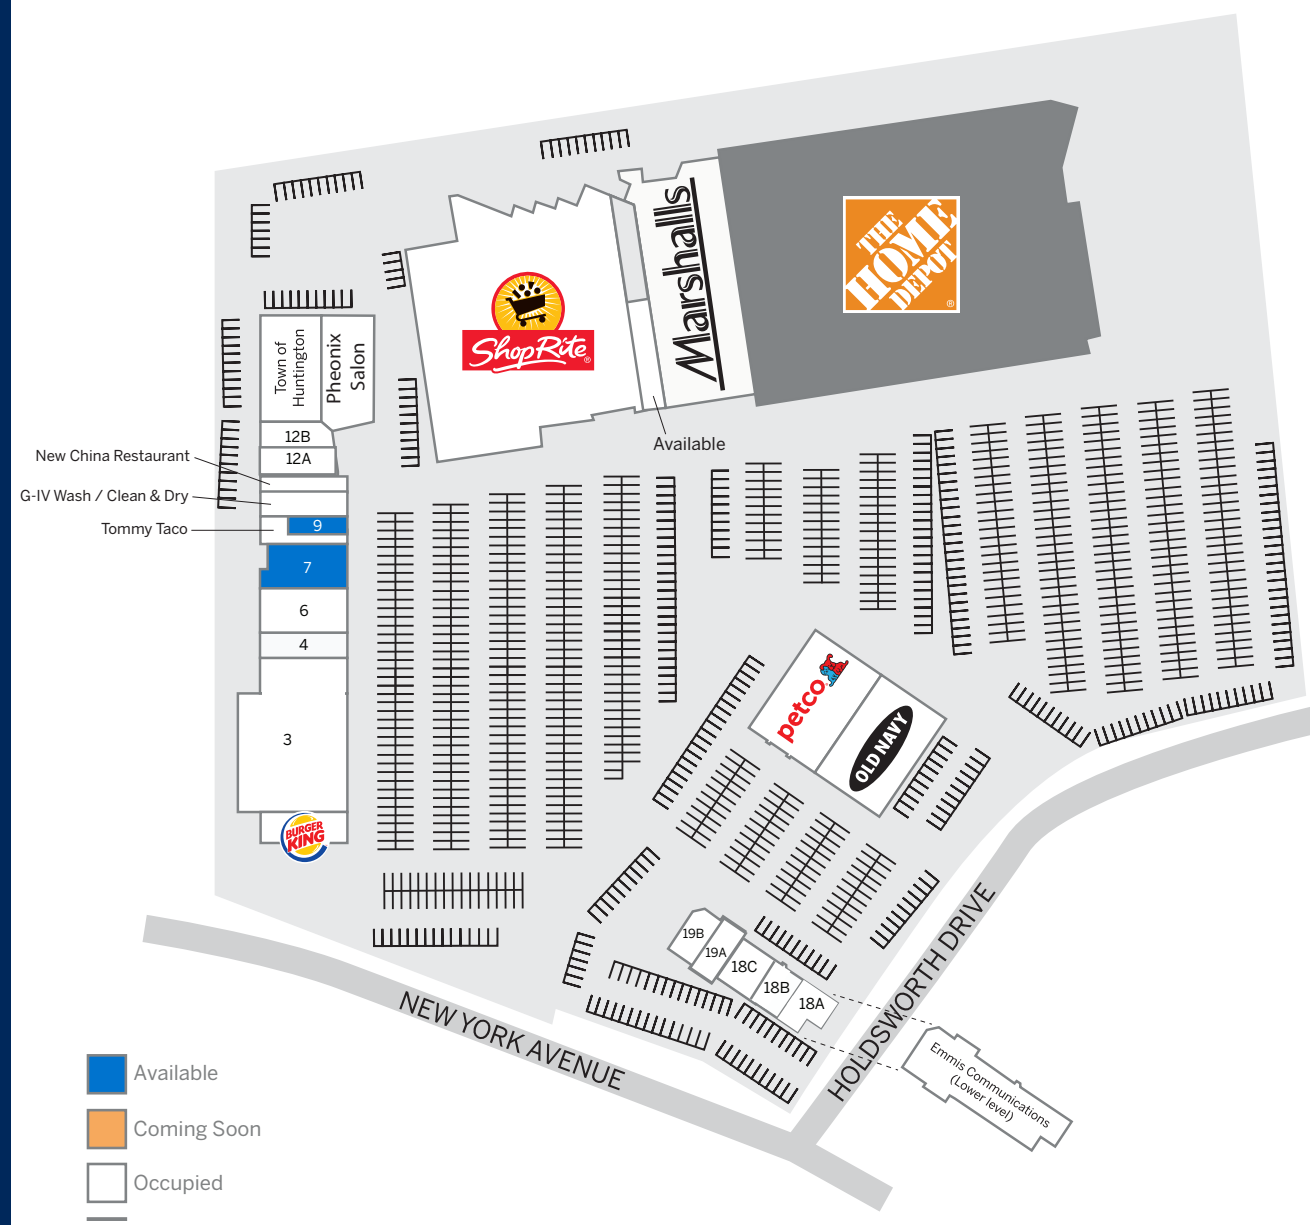 THE
HOME
DEPOT
®
Marshalls
ShopRite®
Available
Town of
Huntington
Pheonix
Salon
12B
12A
New China Restaurant
G-IV Wash / Clean & Dry
Tommy Taco
9
7
6
4
3
BURGER
KING
petco
OLD NAVY
19B
19A
18C
18B
18A
Emmis Communications
(Lower level)
HOLDSWORTH DRIVE
NEW YORK AVENUE
Available
Coming Soon
Occupied